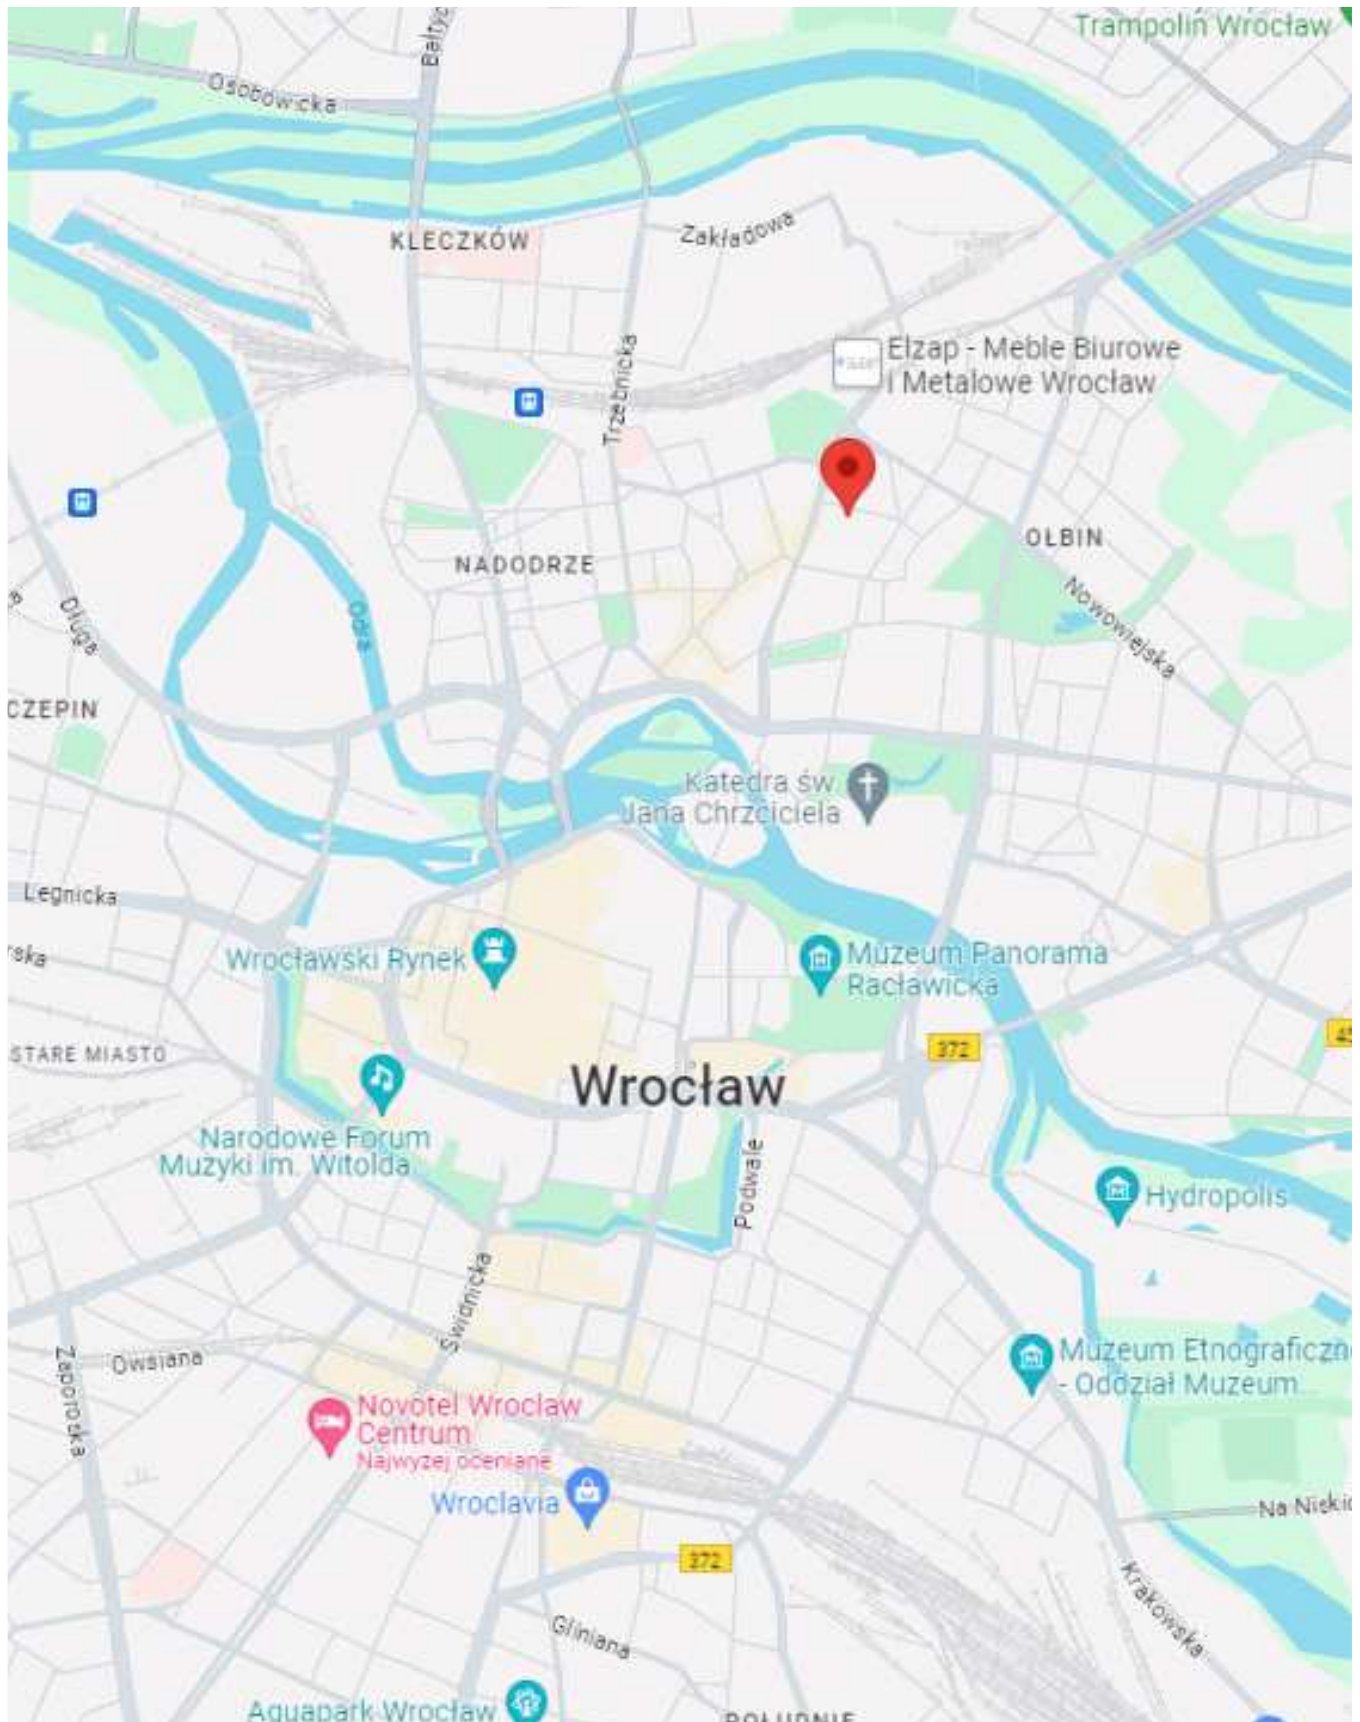 Trampolin Wrocław
Osobowicka
KLECZKÓW
Zakładowa
Elzap - Meble Biurowe
i Metalowe Wrocław
Trzebnicka
OŁBIN
NADODRZE
Nowowiejska
Długa
Odra
CZEPIN
Katedra św.
Jana Chrzciciela
Legnicka
Wrocławski Rynek
Muzeum Panorama
Racławicka
372
STARE MIASTO
Wrocław
Narodowe Forum
Muzyki im. Witolda...
Podwale
Hydropolis
Świdnicka
Owsiana
Zaporoska
Muzeum Etnograficzne
- Oddział Muzeum...
Novotel Wrocław
Centrum
Najwyżej oceniane
Wroclavia
372
Na Niski
Krakowska
Gliniana
Aquapark Wrocław
POŁUDNIE